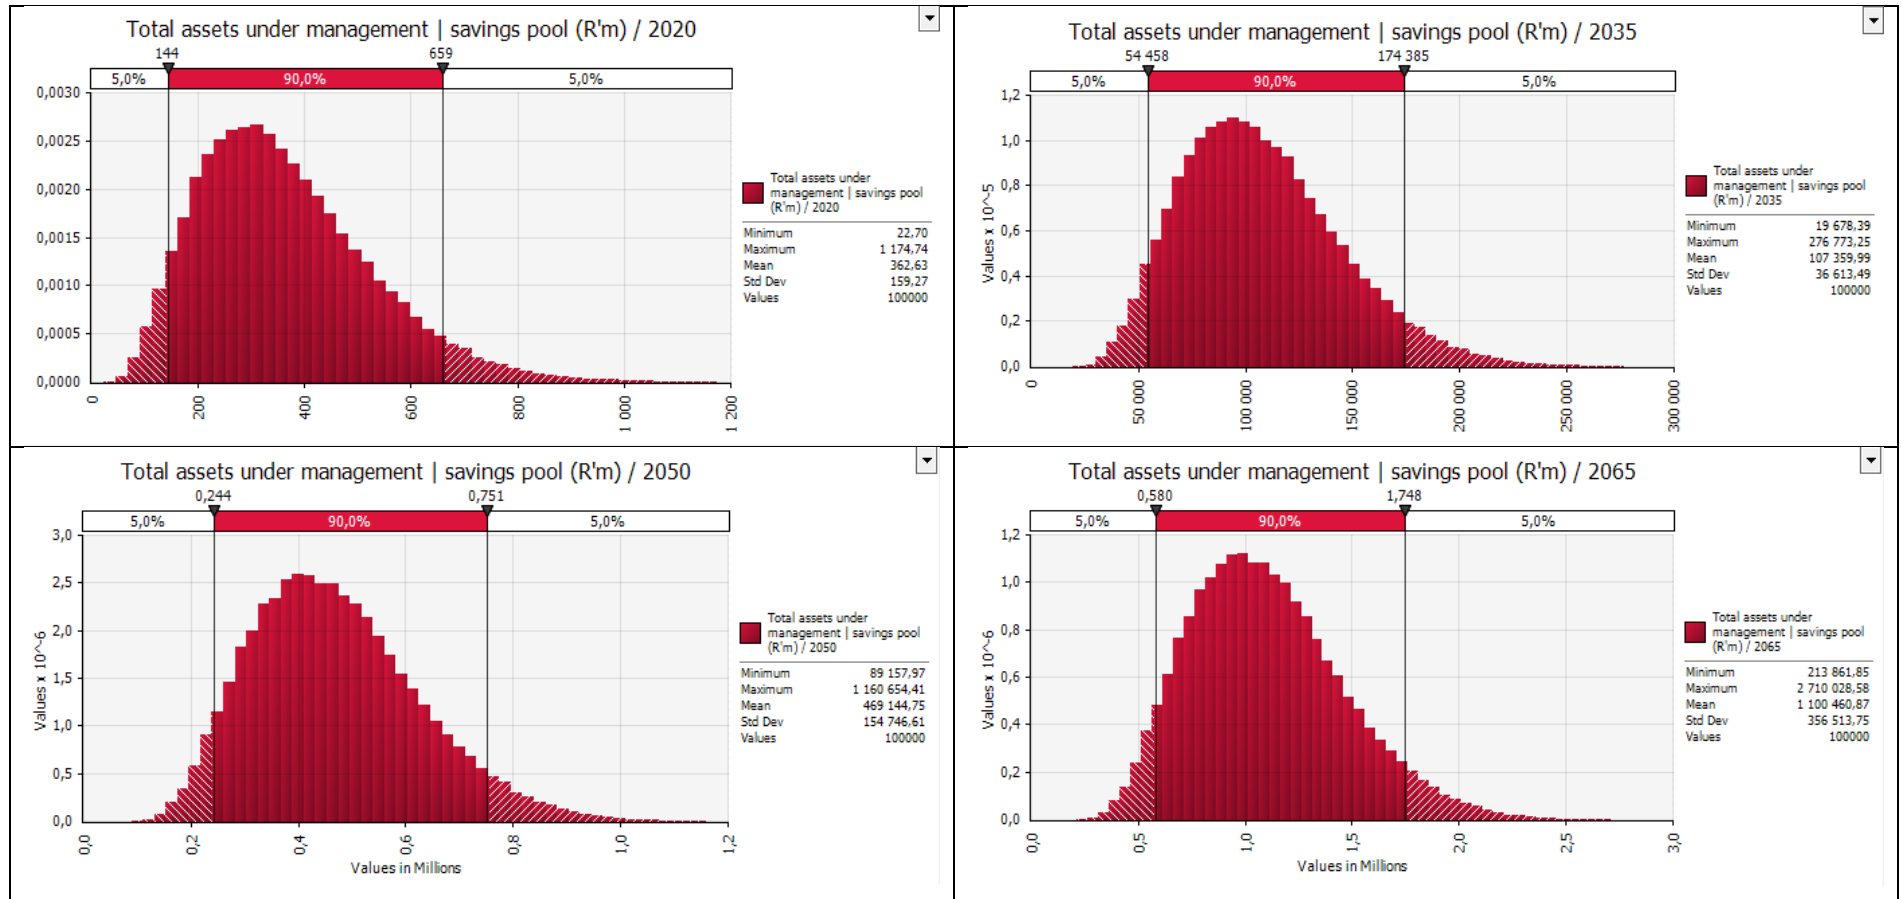 Total assets under management | savings pool (R'm) / 2020
144 659
5,0% 90,0% 5,0%
0,0030
0,0025
0,0020
0,0015
0,0010
0,0005
0,0000
0 200 400 600 800 1 000 1 200
Total assets under
management | savings pool
(R'm) / 2020
Minimum 22,70
Maximum 1 174,74
Mean 362,63
Std Dev 159,27
Values 100000
Total assets under management | savings pool (R'm) / 2035
54 458 174 385
5,0% 90,0% 5,0%
Values x 10^-5
1,2
1,0
0,8
0,6
0,4
0,2
0,0
0 50 000 100 000 150 000 200 000 250 000 300 000
Total assets under
management | savings pool
(R'm) / 2035
Minimum 19 678,39
Maximum 276 773,25
Mean 107 359,99
Std Dev 36 613,49
Values 100000
Total assets under management | savings pool (R'm) / 2050
0,244 0,751
5,0% 90,0% 5,0%
Values x 10^-6
3,0
2,5
2,0
1,5
1,0
0,5
0,0
0,0 0,2 0,4 0,6 0,8 1,0 1,2
Values in Millions
Total assets under
management | savings pool
(R'm) / 2050
Minimum 89 157,97
Maximum 1 160 654,41
Mean 469 144,75
Std Dev 154 746,61
Values 100000
Total assets under management | savings pool (R'm) / 2065
0,580 1,748
5,0% 90,0% 5,0%
Values x 10^-6
1,2
1,0
0,8
0,6
0,4
0,2
0,0
0,0 0,5 1,0 1,5 2,0 2,5 3,0
Values in Millions
Total assets under
management | savings pool
(R'm) / 2065
Minimum 213 861,85
Maximum 2 710 028,58
Mean 1 100 460,87
Std Dev 356 513,75
Values 100000